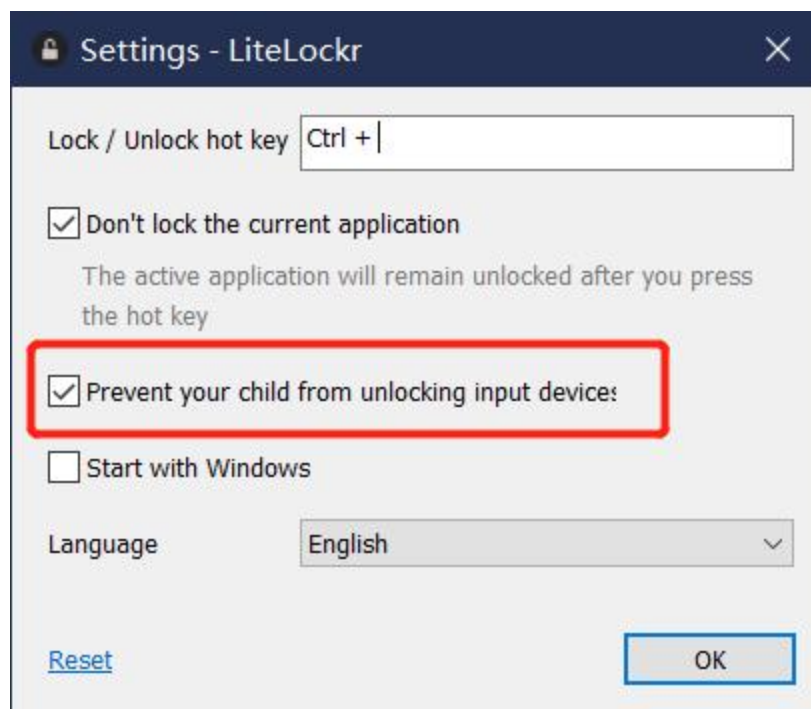 Settings - LiteLockr
Lock / Unlock hot key Ctrl +
Don't lock the current application
The active application will remain unlocked after you press
the hot key
Prevent your child from unlocking input devices
Start with Windows
Language English
Reset OK